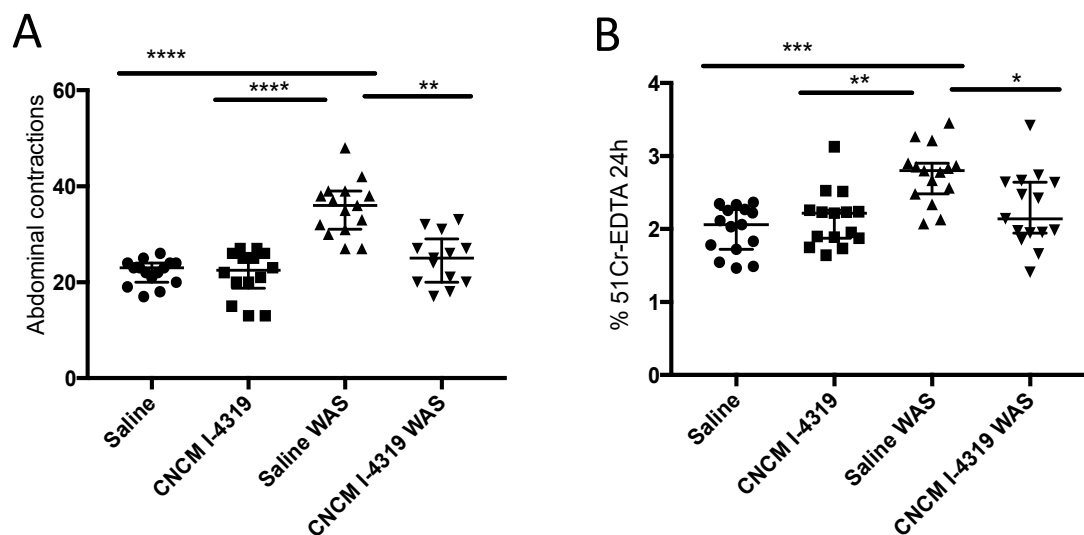 A
****
****
**
Abdominal contractions
60
40
20
0
Saline
CNCM I-4319
Saline WAS
CNCM I-4319 WAS
B
***
**
*
% 51Cr-EDTA 24h
4
3
2
1
0
Saline
CNCM I-4319
Saline WAS
CNCM I-4319 WAS